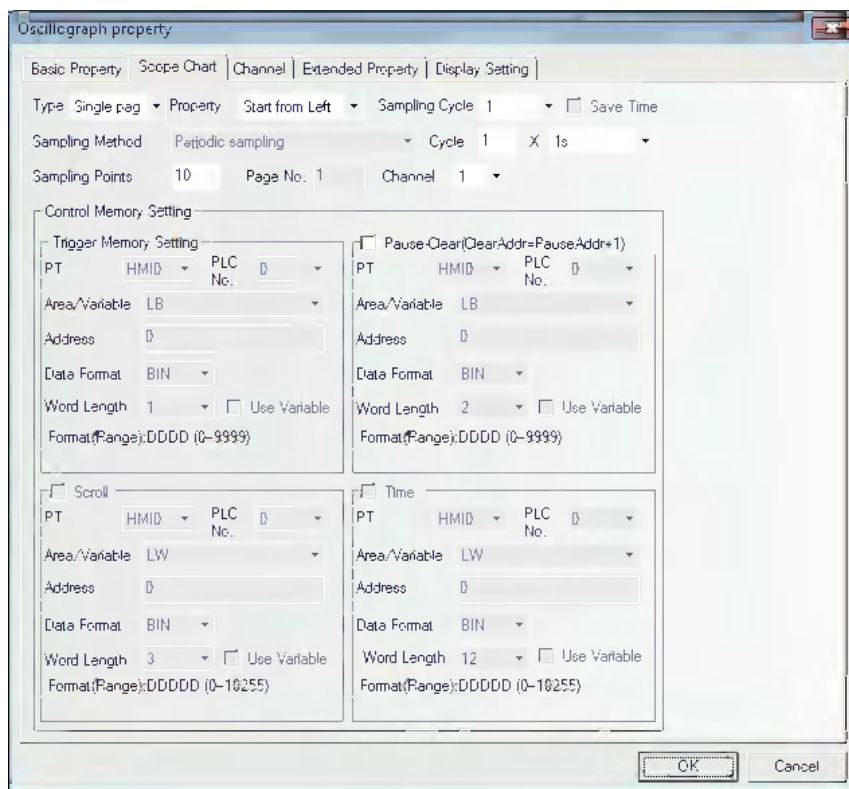 Oscillograph property
Basic Property Scope Chart Channel Extended Property Display Setting
Type Single pag Property Start from Left Sampling Cycle 1 Save Time
Sampling Method Periodic sampling Cycle 1 X 1s
Sampling Points 10 Page No. 1 Channel 1
Control Memory Setting
Trigger Memory Setting
PT HMI0 PLC No. 0
Area/Variable LB
Address 0
Data Format BIN
Word Length 1 Use Variable
Format(Range):DDDD (0-9999)
Pause-Clear(ClearAddr=PauseAddr+1)
PT HMI0 PLC No. 0
Area/Variable LB
Address 0
Data Format BIN
Word Length 2 Use Variable
Format(Range):DDDD (0-9999)
Scroll
PT HMI0 PLC No. 0
Area/Variable LW
Address 0
Data Format BIN
Word Length 3 Use Variable
Format(Range):DDDDD (0-10255)
Time
PT HMI0 PLC No. 0
Area/Variable LW
Address 0
Data Format BIN
Word Length 12 Use Variable
Format(Range):DDDDD (0-10255)
OK Cancel